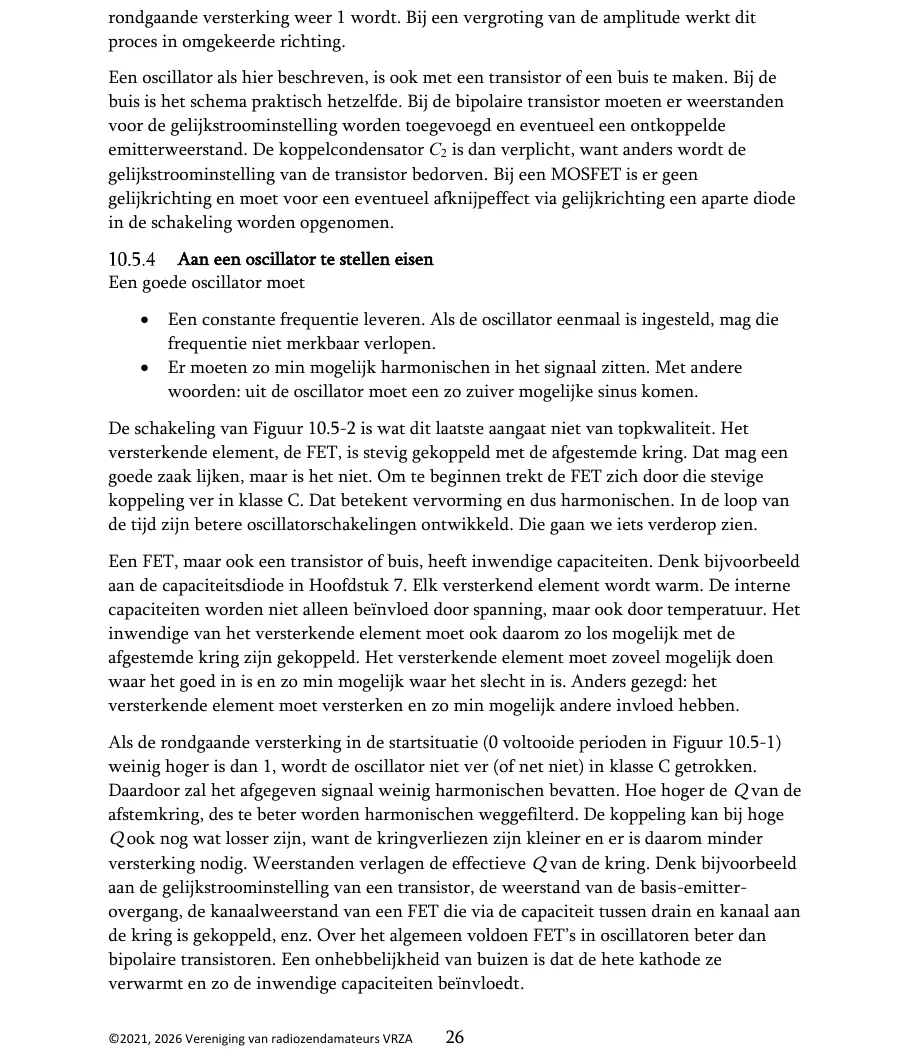 rondgaande versterking weer 1 wordt. Bij een vergroting van de amplitude werkt dit
proces in omgekeerde richting.
Een oscillator als hier beschreven, is ook met een transistor of een buis te maken. Bij de
buis is het schema praktisch hetzelfde. Bij de bipolaire transistor moeten er weerstanden
voor de gelijkstroominstelling worden toegevoegd en eventueel een ontkoppelde
emitterweerstand. De koppelcondensator C₂ is dan verplicht, want anders wordt de
gelijkstroominstelling van de transistor bedorven. Bij een MOSFET is er geen
gelijkrichting en moet voor een eventueel afknijpeffect via gelijkrichting een aparte diode
in de schakeling worden opgenomen.
10.5.4 Aan een oscillator te stellen eisen
Een goede oscillator moet
• Een constante frequentie leveren. Als de oscillator eenmaal is ingesteld, mag die
frequentie niet merkbaar verlopen.
• Er moeten zo min mogelijk harmonischen in het signaal zitten. Met andere
woorden: uit de oscillator moet een zo zuiver mogelijke sinus komen.
De schakeling van Figuur 10.5-2 is wat dit laatste aangaat niet van topkwaliteit. Het
versterkende element, de FET, is stevig gekoppeld met de afgestemde kring. Dat mag een
goede zaak lijken, maar is het niet. Om te beginnen trekt de FET zich door die stevige
koppeling ver in klasse C. Dat betekent vervorming en dus harmonischen. In de loop van
de tijd zijn betere oscillatorschakelingen ontwikkeld. Die gaan we iets verderop zien.
Een FET, maar ook een transistor of buis, heeft inwendige capaciteiten. Denk bijvoorbeeld
aan de capaciteitsdiode in Hoofdstuk 7. Elk versterkend element wordt warm. De interne
capaciteiten worden niet alleen beïnvloed door spanning, maar ook door temperatuur. Het
inwendige van het versterkende element moet ook daarom zo los mogelijk met de
afgestemde kring zijn gekoppeld. Het versterkende element moet zoveel mogelijk doen
waar het goed in is en zo min mogelijk waar het slecht in is. Anders gezegd: het
versterkende element moet versterken en zo min mogelijk andere invloed hebben.
Als de rondgaande versterking in de startsituatie (0 voltooide perioden in Figuur 10.5-1)
weinig hoger is dan 1, wordt de oscillator niet ver (of net niet) in klasse C getrokken.
Daardoor zal het afgegeven signaal weinig harmonischen bevatten. Hoe hoger de Q van de
afstemkring, des te beter worden harmonischen weggefilterd. De koppeling kan bij hoge
Q ook nog wat losser zijn, want de kringverliezen zijn kleiner en er is daarom minder
versterking nodig. Weerstanden verlagen de effectieve Q van de kring. Denk bijvoorbeeld
aan de gelijkstroominstelling van een transistor, de weerstand van de basis-emitter-
overgang, de kanaalweerstand van een FET die via de capaciteit tussen drain en kanaal aan
de kring is gekoppeld, enz. Over het algemeen voldoen FET's in oscillatoren beter dan
bipolaire transistoren. Een onhebbelijkheid van buizen is dat de hete kathode ze
verwarmt en zo de inwendige capaciteiten beïnvloedt.
©2021, 2026 Vereniging van radiozendamateurs VRZA 26